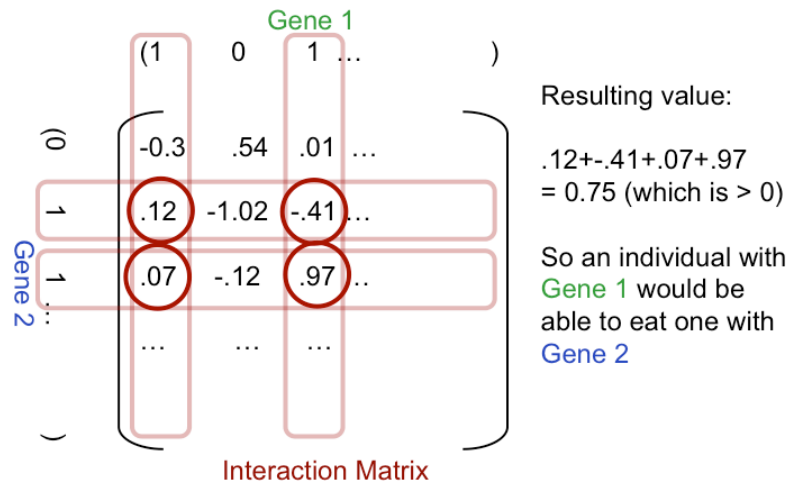 Gene 1
(1 0 1 ... )
(0 1 1 ... )
Gene 2
-0.3 .54 .01 ...
.12 -1.02 -.41 ...
.07 -.12 .97 ..
... ... ...
Interaction Matrix
Resulting value:
.12+-.41+.07+.97
= 0.75 (which is > 0)
So an individual with
Gene 1 would be
able to eat one with
Gene 2